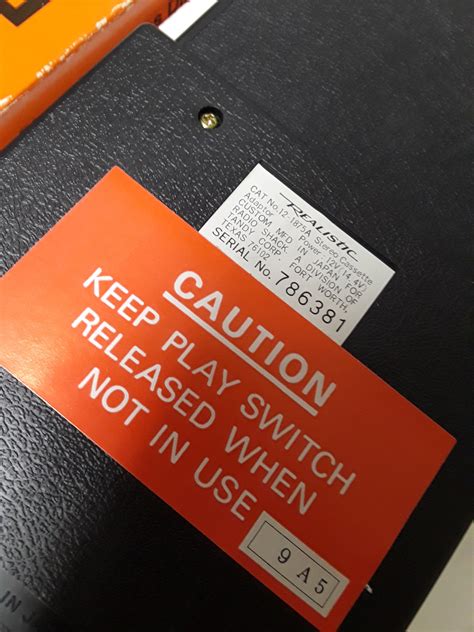 REALISTIC
CAT No.12-1875A Stereo Cassette
Adaptor Power 12V(14.4V)
CUSTOM MFD IN JAPAN FOR
RADIO SHACK A DIVISION OF
TANDY CORP. FORT WORTH,
TEXAS 76102
SERIAL No. 786381
CAUTION
KEEP PLAY SWITCH
RELEASED WHEN
NOT IN USE
9 A5
IN J